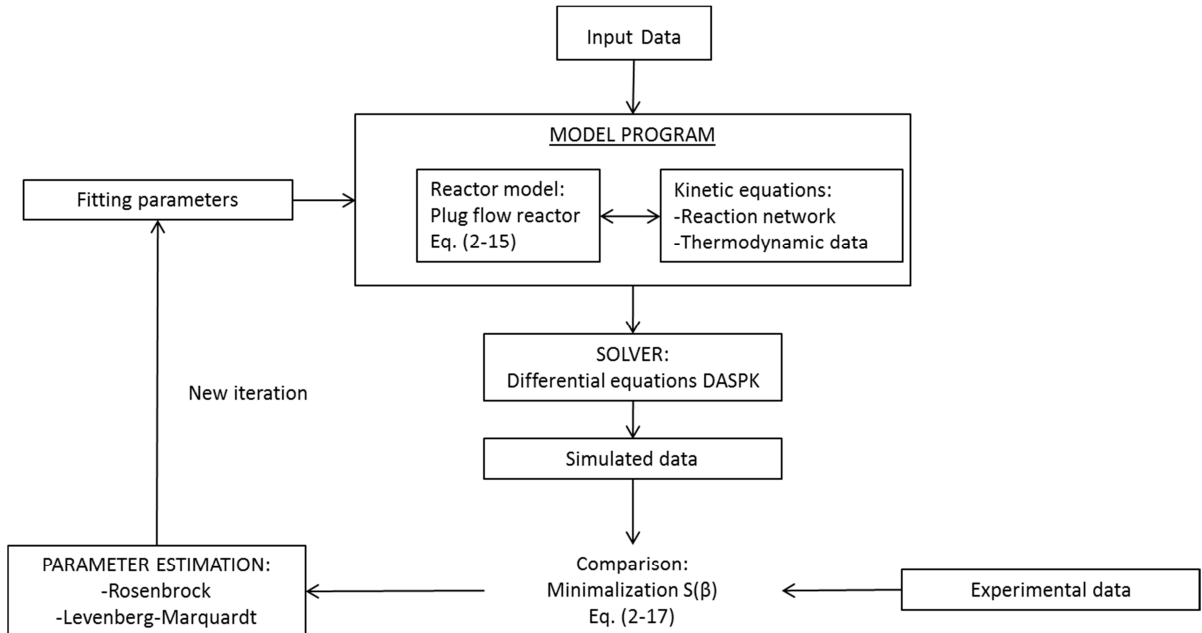 Input Data
MODEL PROGRAM
Reactor model:
Plug flow reactor
Eq. (2-15)
Kinetic equations:
-Reaction network
-Thermodynamic data
Fitting parameters
SOLVER:
Differential equations DASPK
New iteration
Simulated data
PARAMETER ESTIMATION:
-Rosenbrock
-Levenberg-Marquardt
Comparison:
Minimalization S(β)
Eq. (2-17)
Experimental data